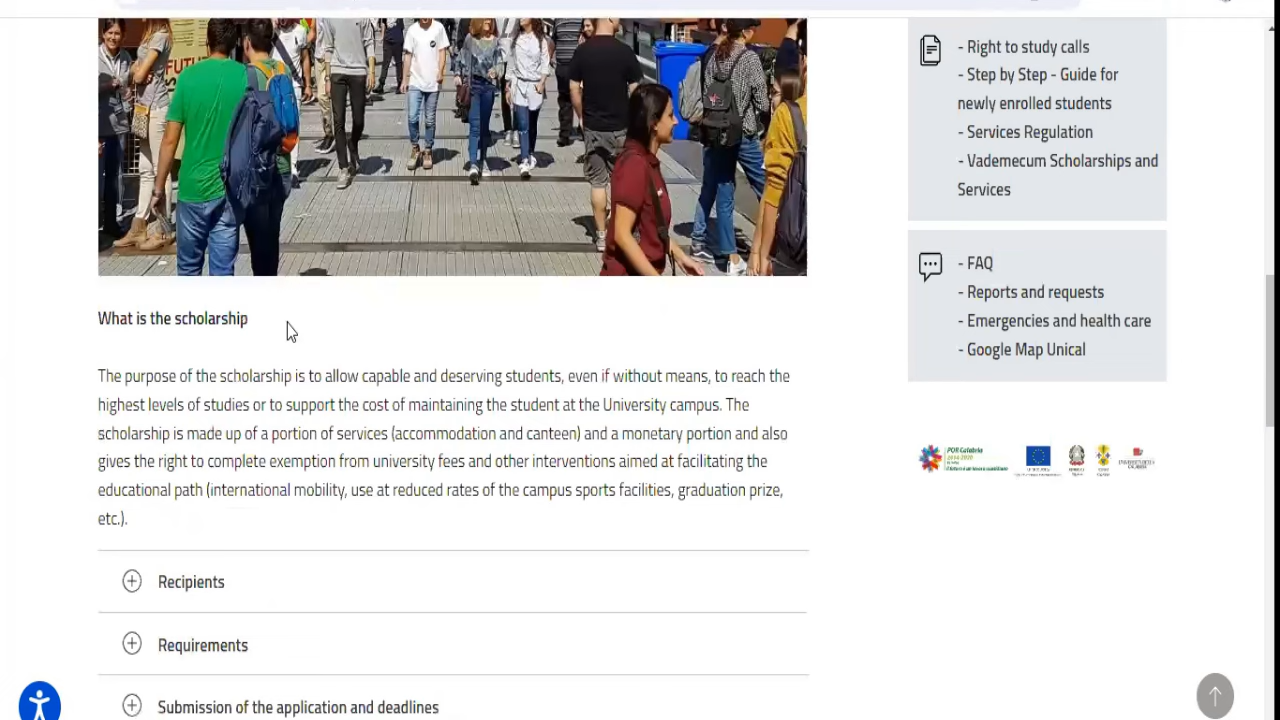 What is the scholarship
The purpose of the scholarship is to allow capable and deserving students, even if without means, to reach the
highest levels of studies or to support the cost of maintaining the student at the University campus. The
scholarship is made up of a portion of services (accommodation and canteen) and a monetary portion and also
gives the right to complete exemption from university fees and other interventions aimed at facilitating the
educational path (international mobility, use at reduced rates of the campus sports facilities, graduation prize,
etc.).
Recipients
Requirements
Submission of the application and deadlines
- Right to study calls
- Step by Step - Guide for
newly enrolled students
- Services Regulation
- Vademecum Scholarships and
Services
- FAQ
- Reports and requests
- Emergencies and health care
- Google Map Unical
POR Calabria